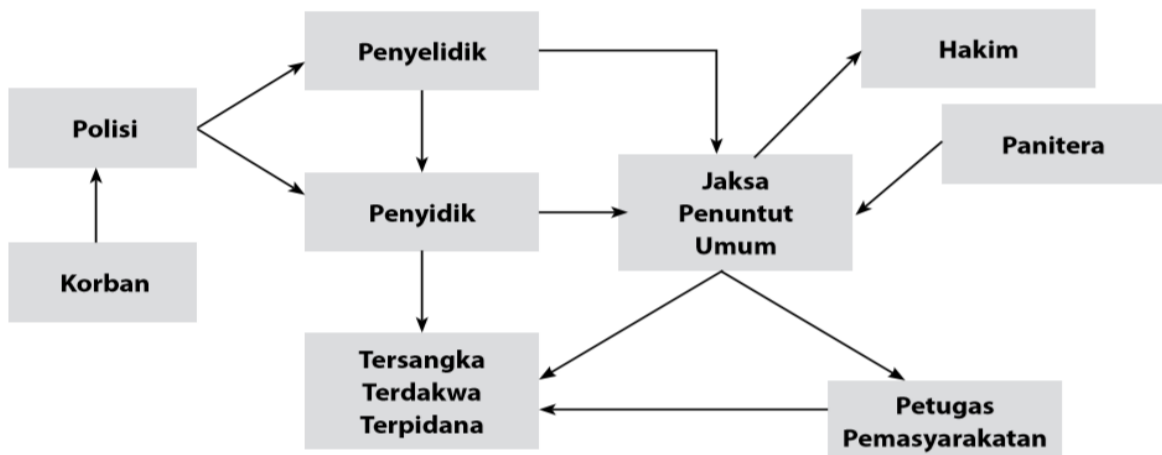 Penyelidik
Hakim
Polisi
Panitera
Jaksa
Penuntut
Umum
Penyidik
Korban
Tersangka
Terdakwa
Terpidana
Petugas
Pemasyarakatan